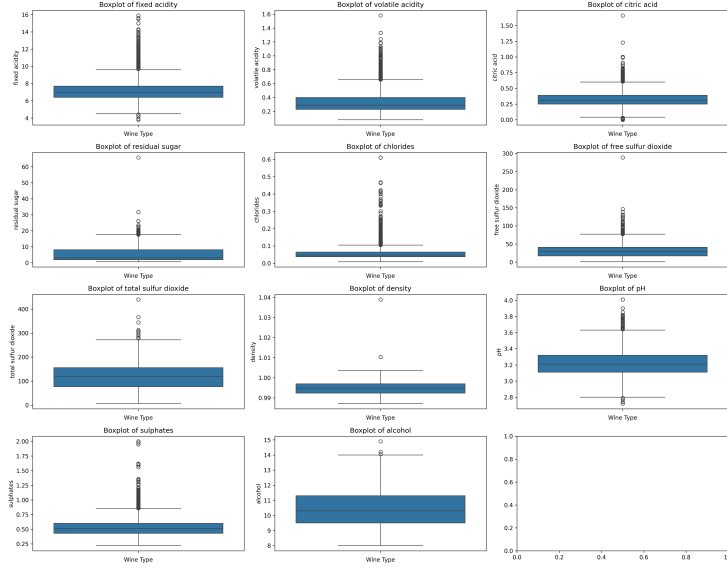 Boxplot of fixed acidity
fixed acidity
16
14
12
10
8
6
4
Wine Type
Boxplot of volatile acidity
volatile acidity
1.6
1.4
1.2
1.0
0.8
0.6
0.4
0.2
Wine Type
Boxplot of citric acid
citric acid
1.75
1.50
1.25
1.00
0.75
0.50
0.25
0.00
Wine Type
Boxplot of residual sugar
residual sugar
60
50
40
30
20
10
0
Wine Type
Boxplot of chlorides
chlorides
0.6
0.5
0.4
0.3
0.2
0.1
0.0
Wine Type
Boxplot of free sulfur dioxide
free sulfur dioxide
300
250
200
150
100
50
0
Wine Type
Boxplot of total sulfur dioxide
total sulfur dioxide
400
300
200
100
0
Wine Type
Boxplot of density
density
1.04
1.03
1.02
1.01
1.00
0.99
Wine Type
Boxplot of pH
pH
4.0
3.8
3.6
3.4
3.2
3.0
2.8
Wine Type
Boxplot of sulphates
sulphates
2.00
1.75
1.50
1.25
1.00
0.75
0.50
0.25
Wine Type
Boxplot of alcohol
alcohol
15
14
13
12
11
10
9
8
Wine Type
1.0
0.8
0.6
0.4
0.2
0.0
0.0 0.2 0.4 0.6 0.8